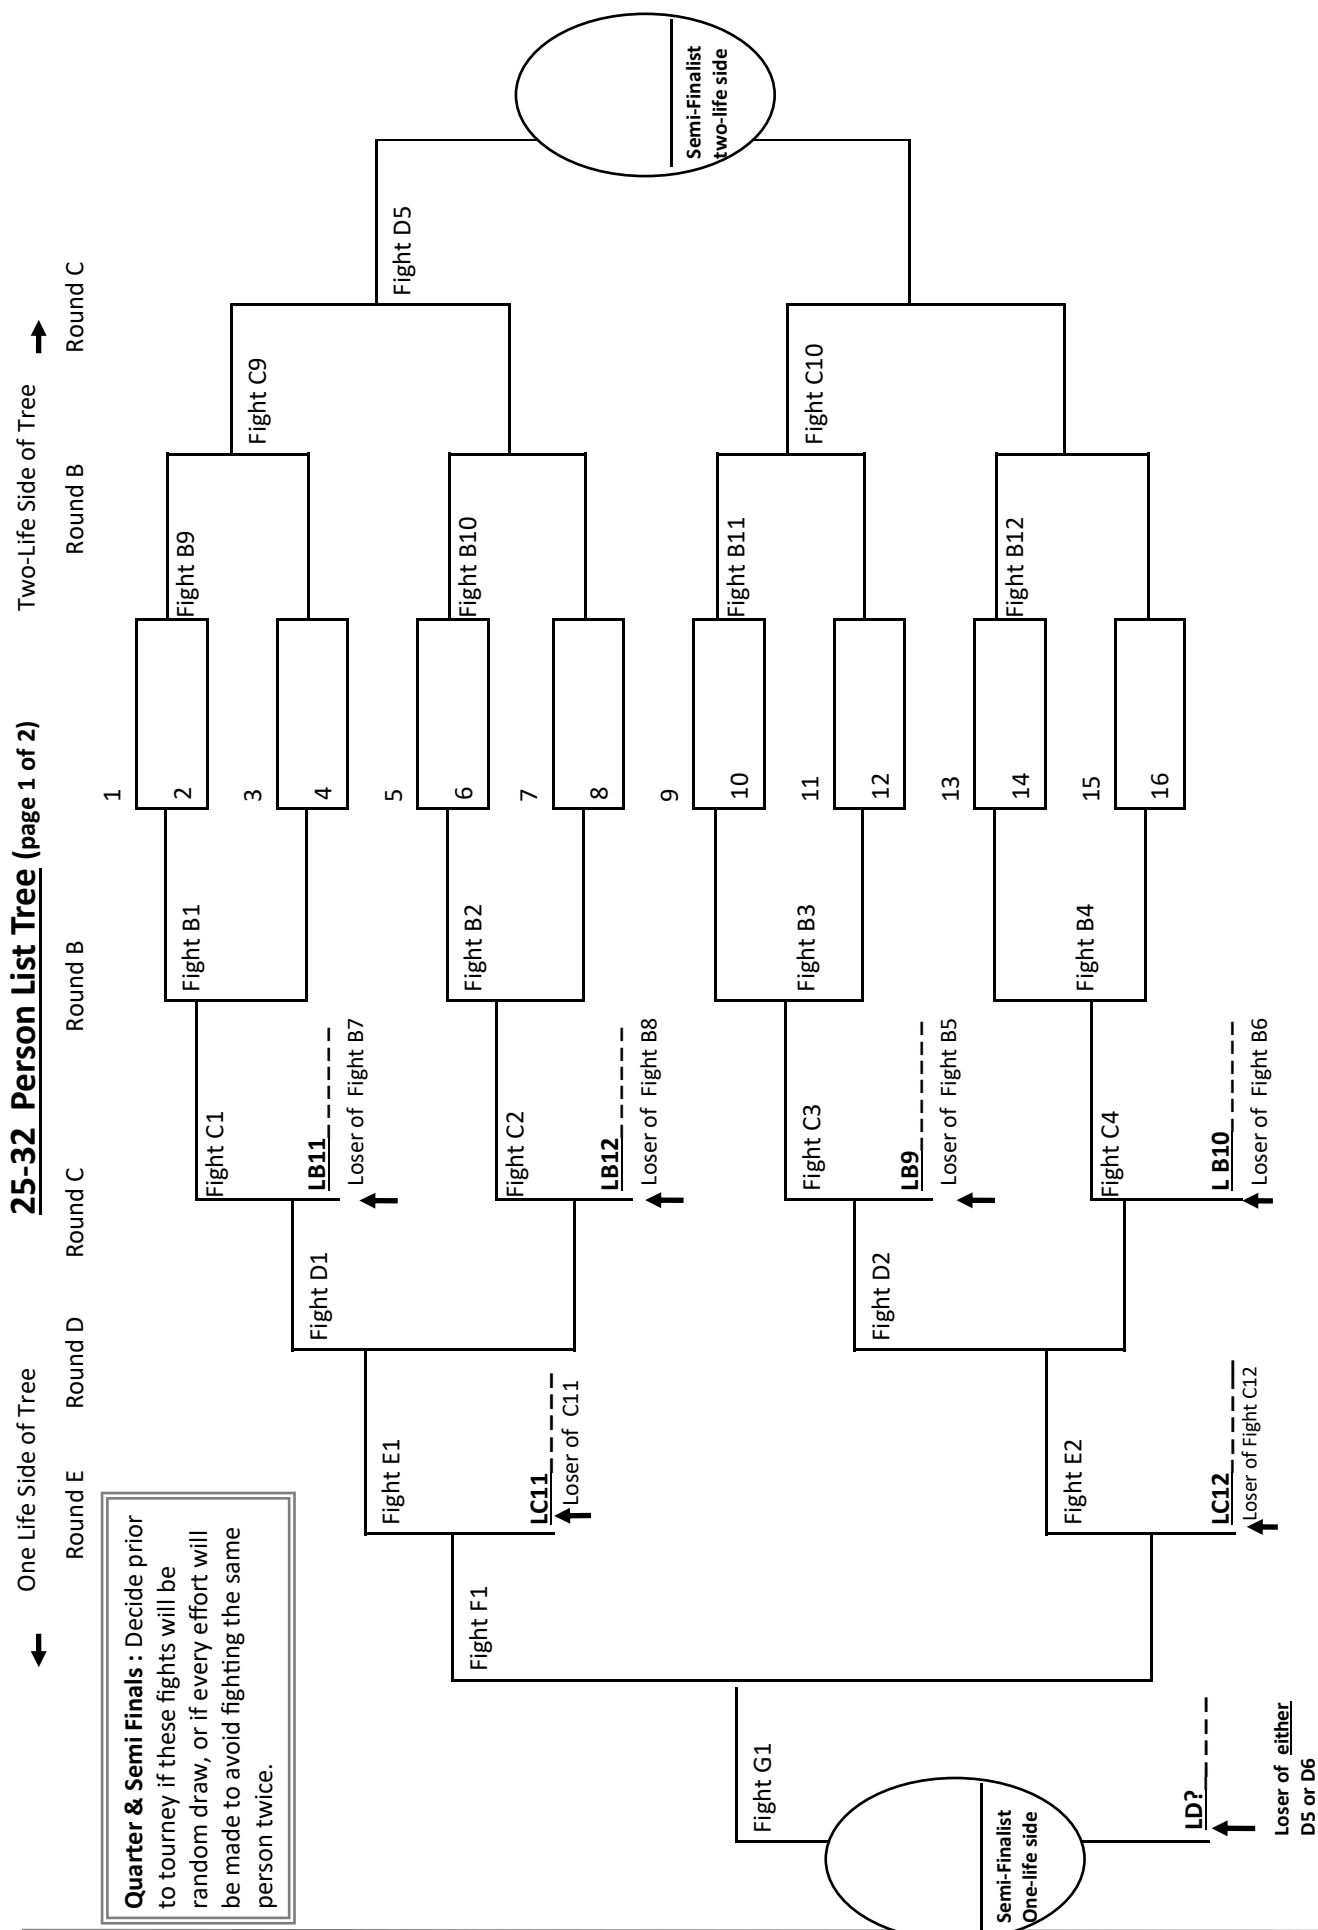 25-32 Person List Tree (page 1 of 2)
One Life Side of Tree
Two-Life Side of Tree
Round E
Round D
Round C
Round B
Round B
Round C
Quarter & Semi Finals : Decide prior
to tourney if these fights will be
random draw, or if every effort will
be made to avoid fighting the same
person twice.
1
2
3
4
5
6
7
8
9
10
11
12
13
14
15
16
Fight B1
Fight B2
Fight B3
Fight B4
Fight C1
LB11
Loser of Fight B7
Fight C2
LB12
Loser of Fight B8
Fight C3
LB9
Loser of Fight B5
Fight C4
L B10
Loser of Fight B6
Fight D1
Fight D2
Fight E1
LC11
Loser of C11
Fight E2
LC12
Loser of Fight C12
Fight F1
Fight G1
LD?
Loser of either
D5 or D6
Semi-Finalist
One-life side
Fight B9
Fight B10
Fight B11
Fight B12
Fight C9
Fight C10
Fight D5
Semi-Finalist
two-life side